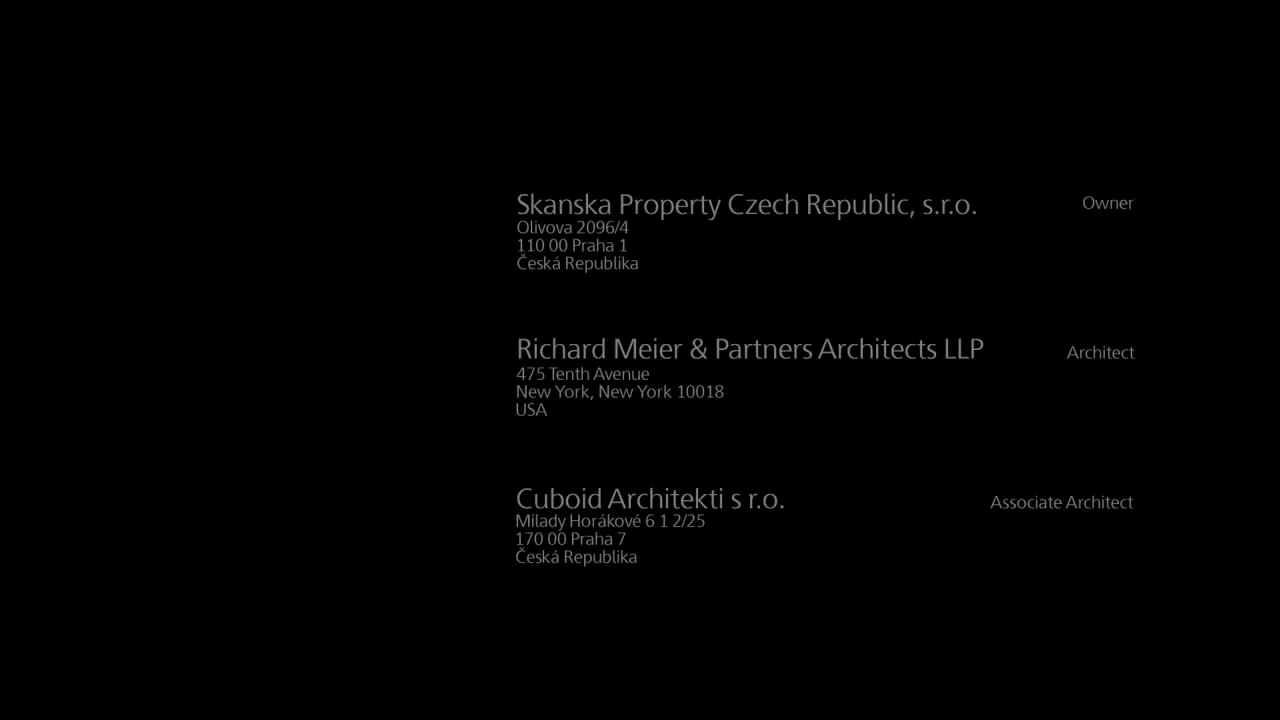 Skanska Property Czech Republic, s.r.o. Owner
Olivova 2096/4
110 00 Praha 1
Česká Republika
Richard Meier & Partners Architects LLP Architect
475 Tenth Avenue
New York, New York 10018
USA
Cuboid Architekti s r.o. Associate Architect
Milady Horákové 6 1 2/25
170 00 Praha 7
Česká Republika